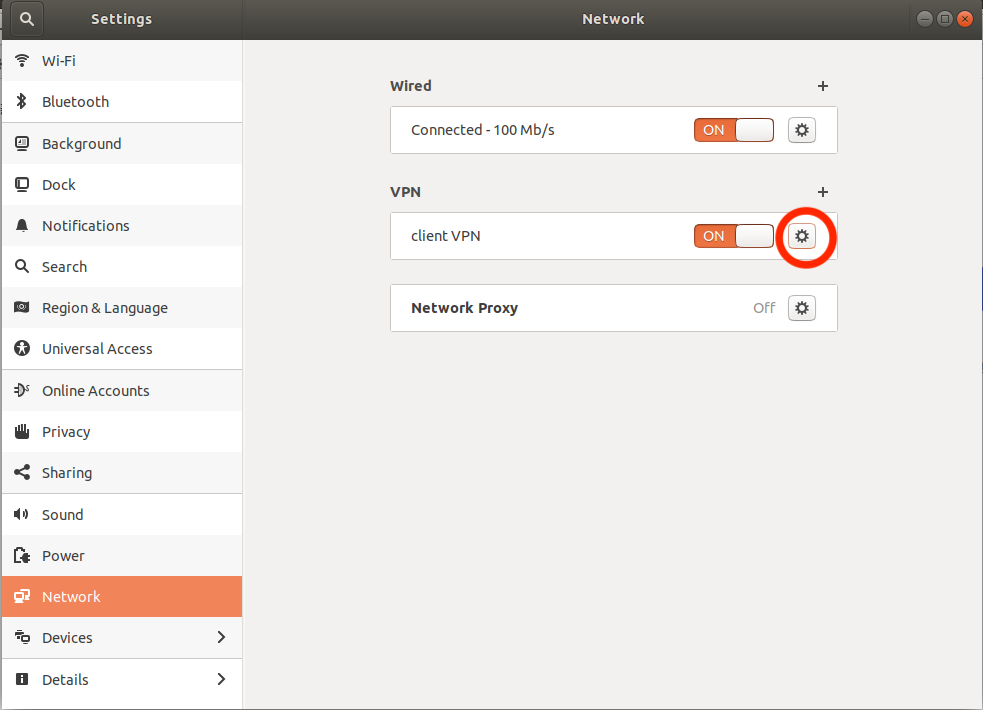 Settings
Network
Wi-Fi
Bluetooth
Background
Dock
Notifications
Search
Region & Language
Universal Access
Online Accounts
Privacy
Sharing
Sound
Power
Network
Devices
Details
Wired
Connected - 100 Mb/s
ON
VPN
client VPN
ON
Network Proxy
Off